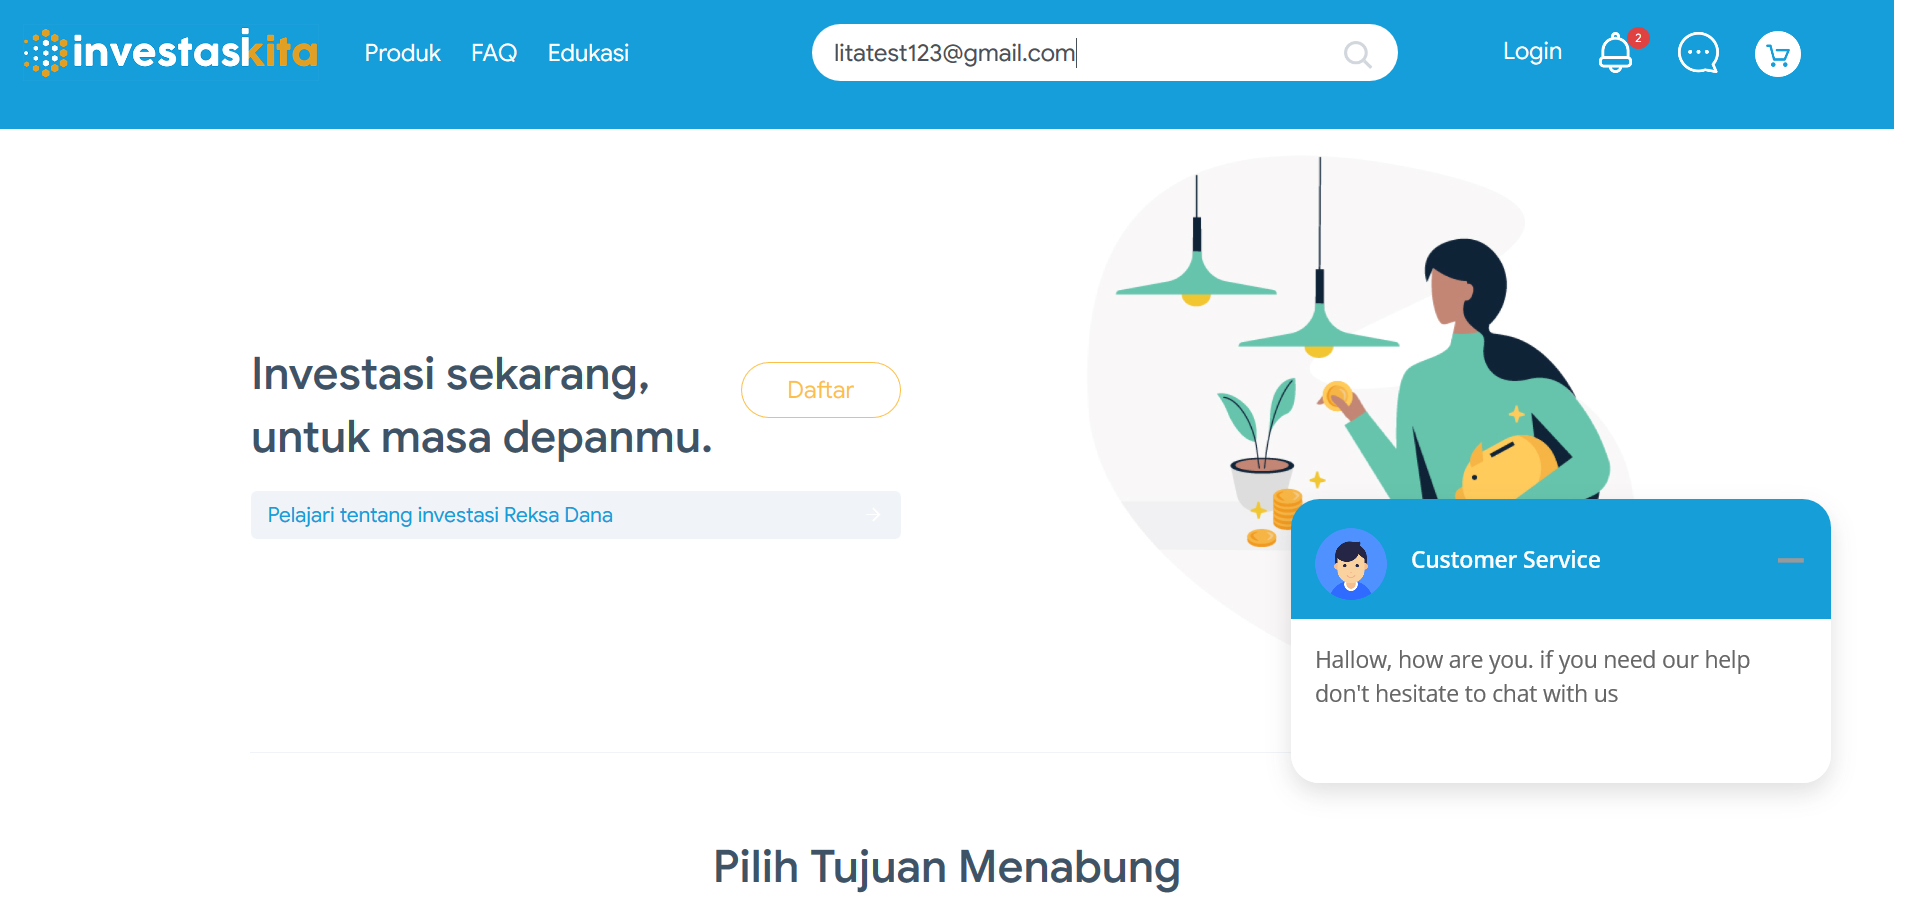 investasikita
Produk
FAQ
Edukasi
litatest123@gmail.com
Login
2
Investasi sekarang,
untuk masa depanmu.
Daftar
Pelajari tentang investasi Reksa Dana
Customer Service
Hallow, how are you. if you need our help
don't hesitate to chat with us
Pilih Tujuan Menabung